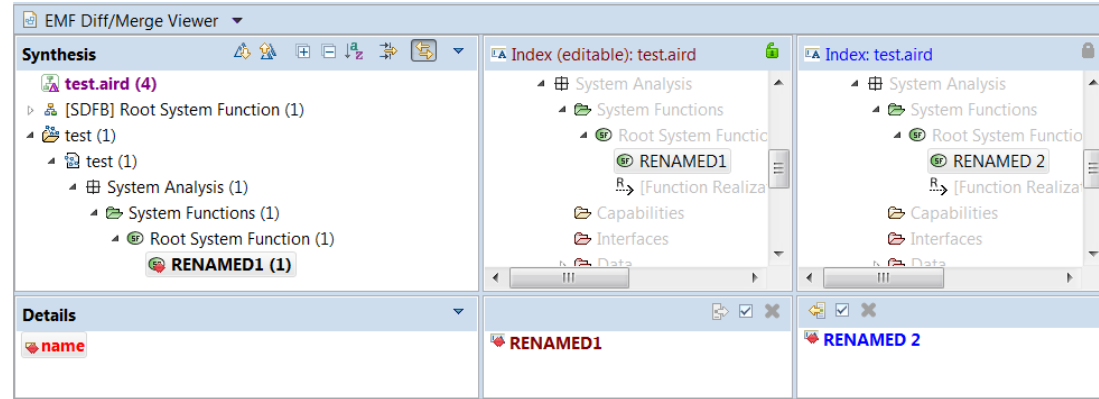 EMF Diff/Merge Viewer
Synthesis
test.aird (4)
[SDFB] Root System Function (1)
test (1)
test (1)
System Analysis (1)
System Functions (1)
Root System Function (1)
RENAMED1 (1)
Index (editable): test.aird
System Analysis
System Functions
Root System Functio
RENAMED1
[Function Realiza
Capabilities
Interfaces
Data
Index: test.aird
System Analysis
System Functions
Root System Functio
RENAMED 2
[Function Realizat
Capabilities
Interfaces
Data
Details
name
RENAMED1
RENAMED 2